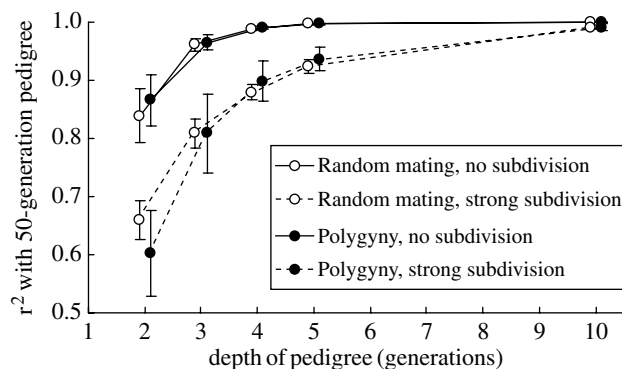 1.0
0.9
0.8
0.7
0.6
0.5
r² with 50-generation pedigree
Random mating, no subdivision
Random mating, strong subdivision
Polygyny, no subdivision
Polygyny, strong subdivision
1 2 3 4 5 6 7 8 9 10
depth of pedigree (generations)